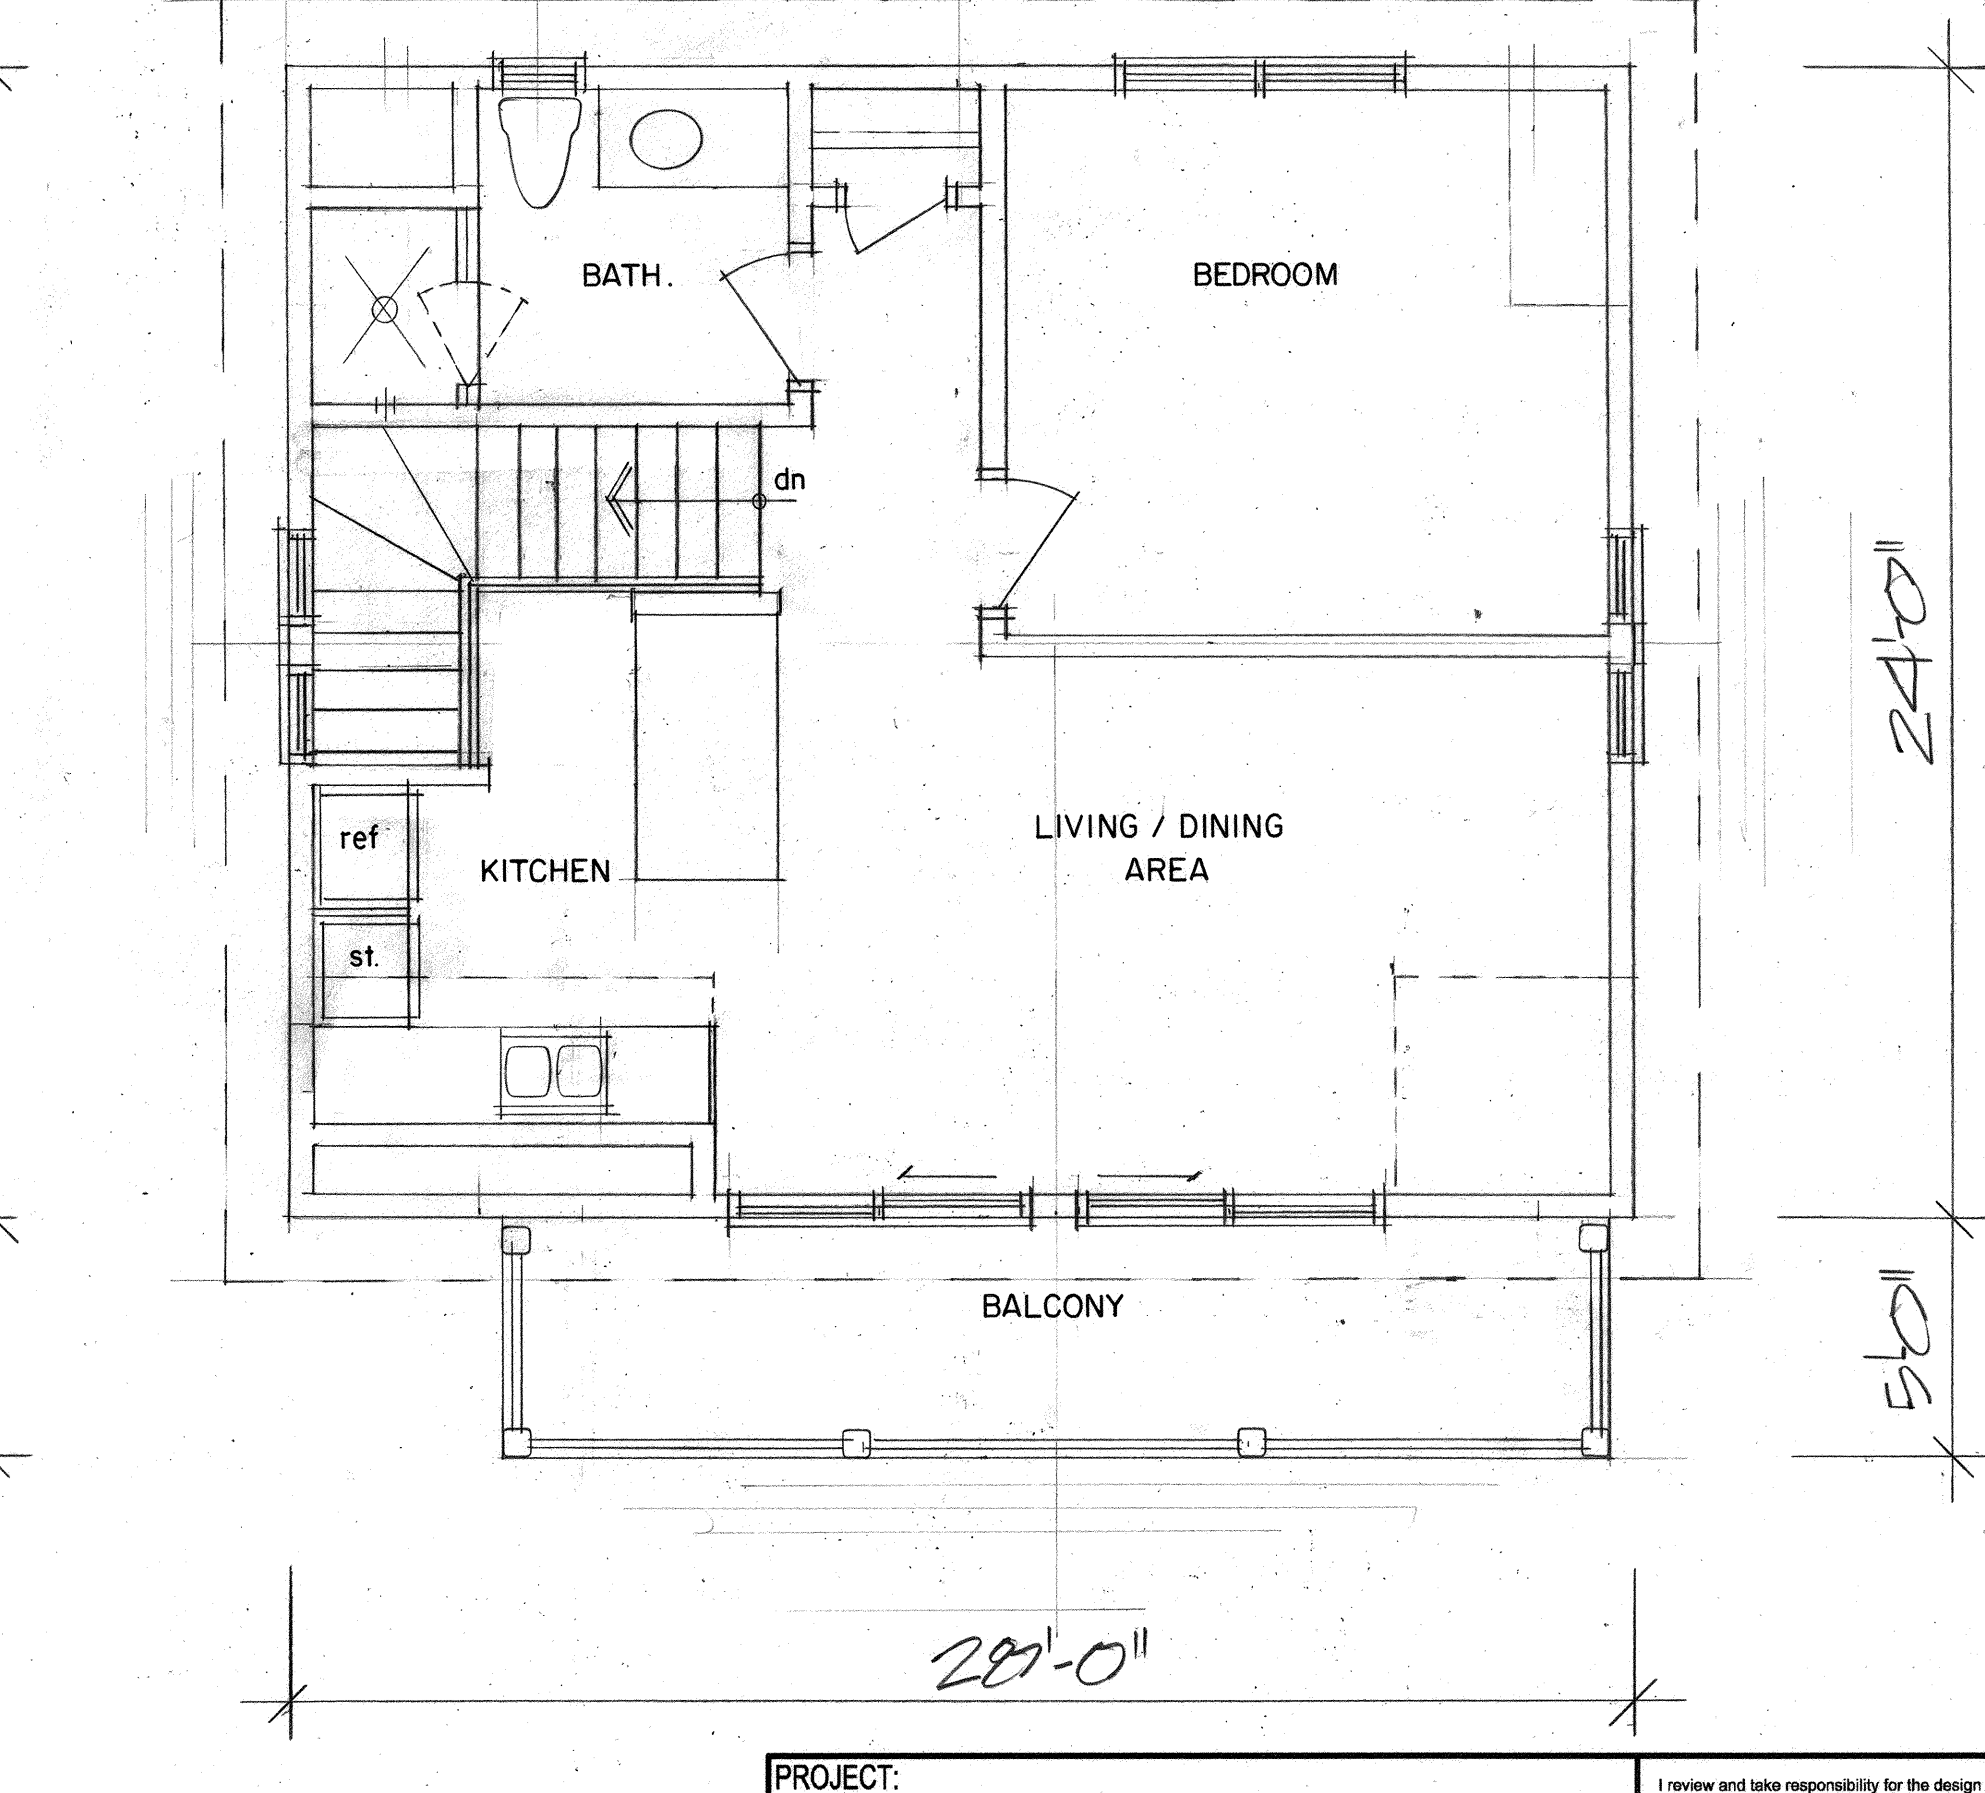 BATH.
BEDROOM
dn
24'-0"
LIVING / DINING
AREA
ref
KITCHEN
st.
BALCONY
5'-0"
28'-0"
PROJECT:
I review and take responsibility for the design